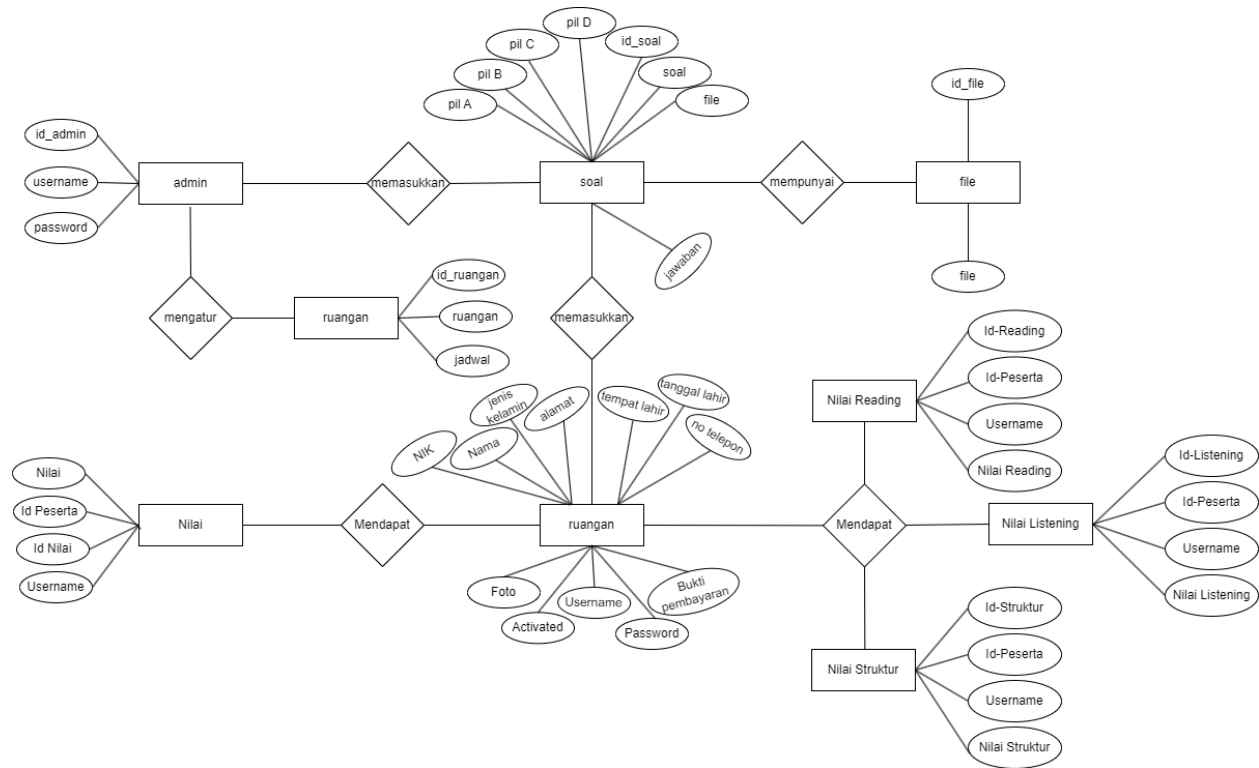 pil D
pil C
id_soal
pil B
soal
pil A
file
id_file
id_admin
username
password
admin
memasukkan
soal
mempunyai
file
file
jawaban
mengatur
ruangan
id_ruangan
ruangan
jadwal
memasukkan
NIK
Nama
jenis
kelamin
alamat
tempat lahir
tanggal lahir
no telepon
Nilai
Id Peserta
Id Nilai
Username
Nilai
Mendapat
ruangan
Foto
Activated
Username
Password
Bukti
pembayaran
Mendapat
Nilai Reading
Id-Reading
Id-Peserta
Username
Nilai Reading
Nilai Listening
Id-Listening
Id-Peserta
Username
Nilai Listening
Nilai Struktur
Id-Struktur
Id-Peserta
Username
Nilai Struktur